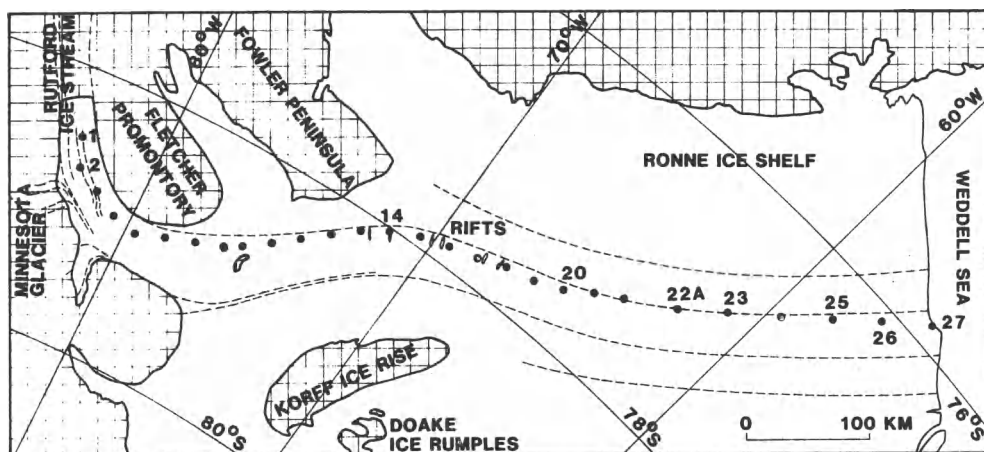 RUTFORD
ICE STREAM
80°W
FLETCHER
PROMONTORY
FOWLER PENINSULA
70°W
60°W
1
2
MINNESOTA
GLACIER
14
RIFTS
RONNE ICE SHELF
WEDDELL SEA
20
22A
23
25
26
27
KORFF ICE RISE
DOAKE
ICE RUMPLES
80°S
78°S
76°S
0 100 KM